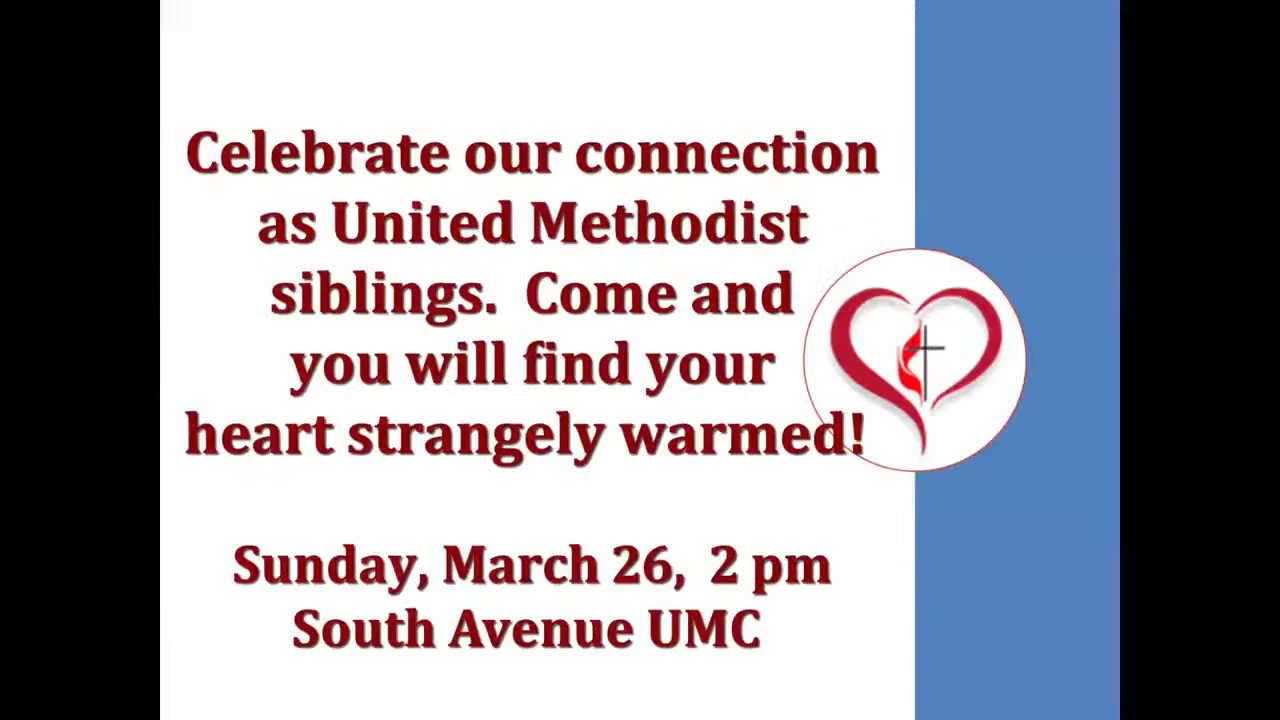 Celebrate our connection
as United Methodist
siblings.  Come and
you will find your
heart strangely warmed!
Sunday, March 26,  2 pm
South Avenue UMC